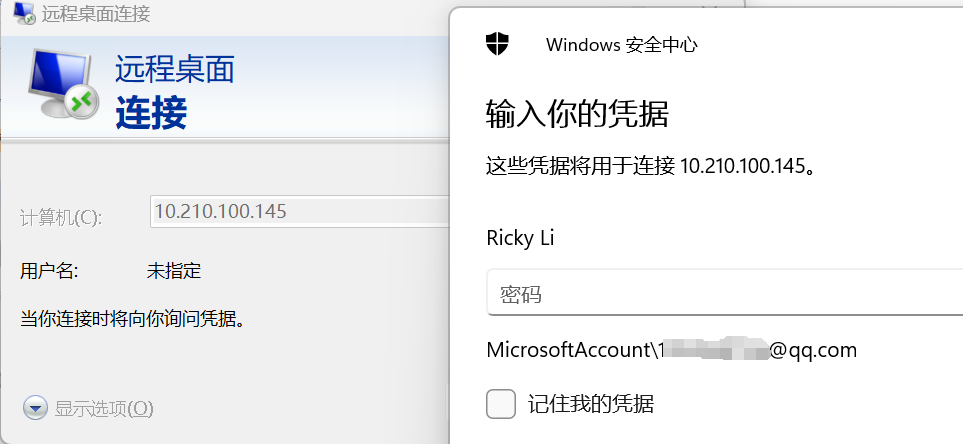 远程桌面连接
远程桌面
连接
计算机(C):
10.210.100.145
用户名:
未指定
当你连接时将向你询问凭据。
显示选项(O)
Windows 安全中心
输入你的凭据
这些凭据将用于连接 10.210.100.145。
Ricky Li
密码
MicrosoftAccount\1 @qq.com
记住我的凭据